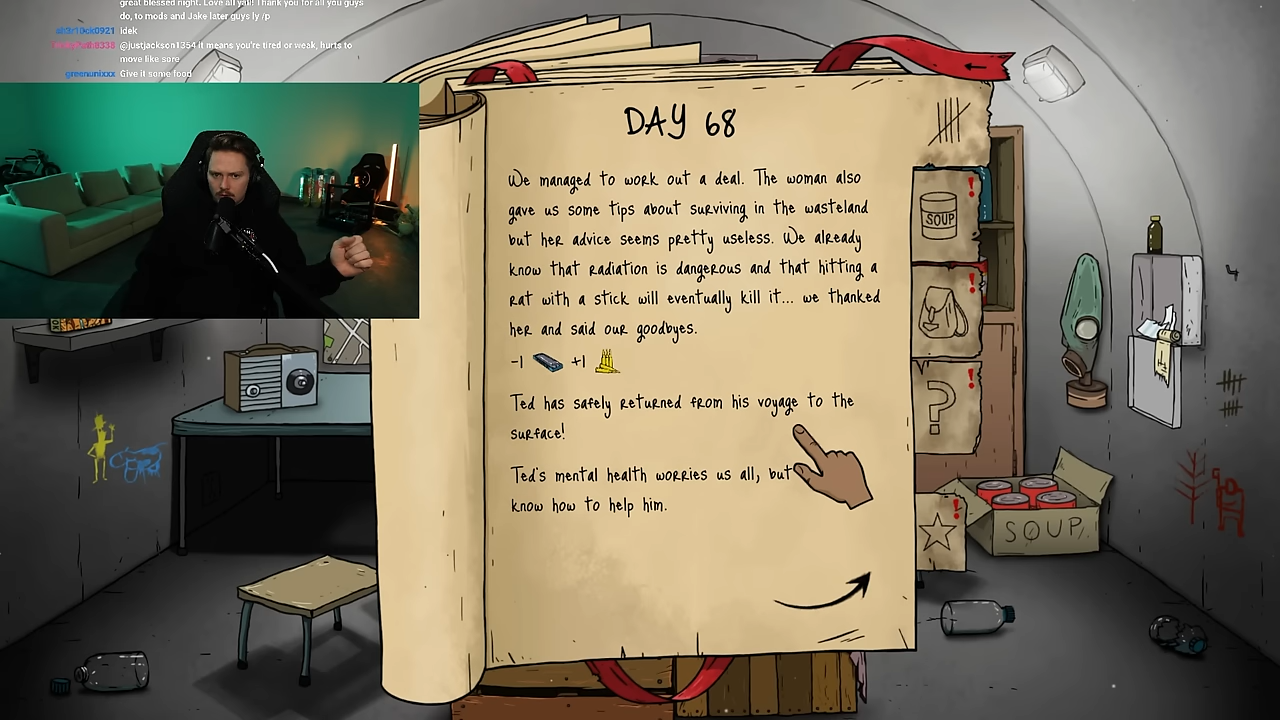 great blessed night. Love all yall! Thank you for all you guys
do, to mods and Jake later guys ly /p
idek
@justjackson1354 it means you're tired or weak, hurts to
move like sore
greenunixxx Give it some food
DAY 68
We managed to work out a deal. The woman also
gave us some tips about surviving in the wasteland
but her advice seems pretty useless. We already
know that radiation is dangerous and that hitting a
rat with a stick will eventually kill it... we thanked
her and said our goodbyes.
-1 +1
Ted has safely returned from his voyage to the
surface!
Ted's mental health worries us all, but
know how to help him.
SOUP
?
SOUP